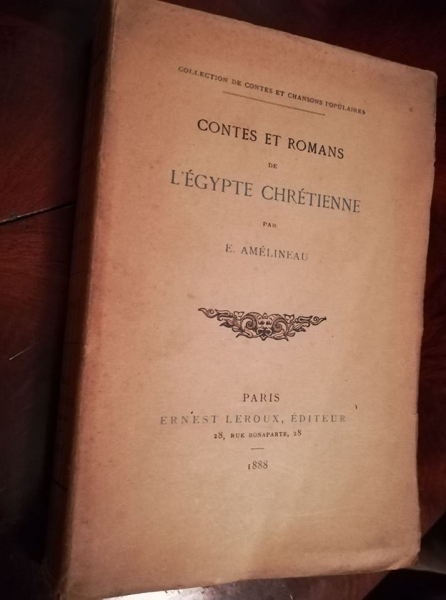 COLLECTION DE CONTES ET CHANSONS POPULAIRES
CONTES ET ROMANS
DE
L'ÉGYPTE CHRÉTIENNE
PAR
E. AMÉLINEAU
PARIS
ERNEST LEROUX, ÉDITEUR
28, RUE BONAPARTE, 28
1888